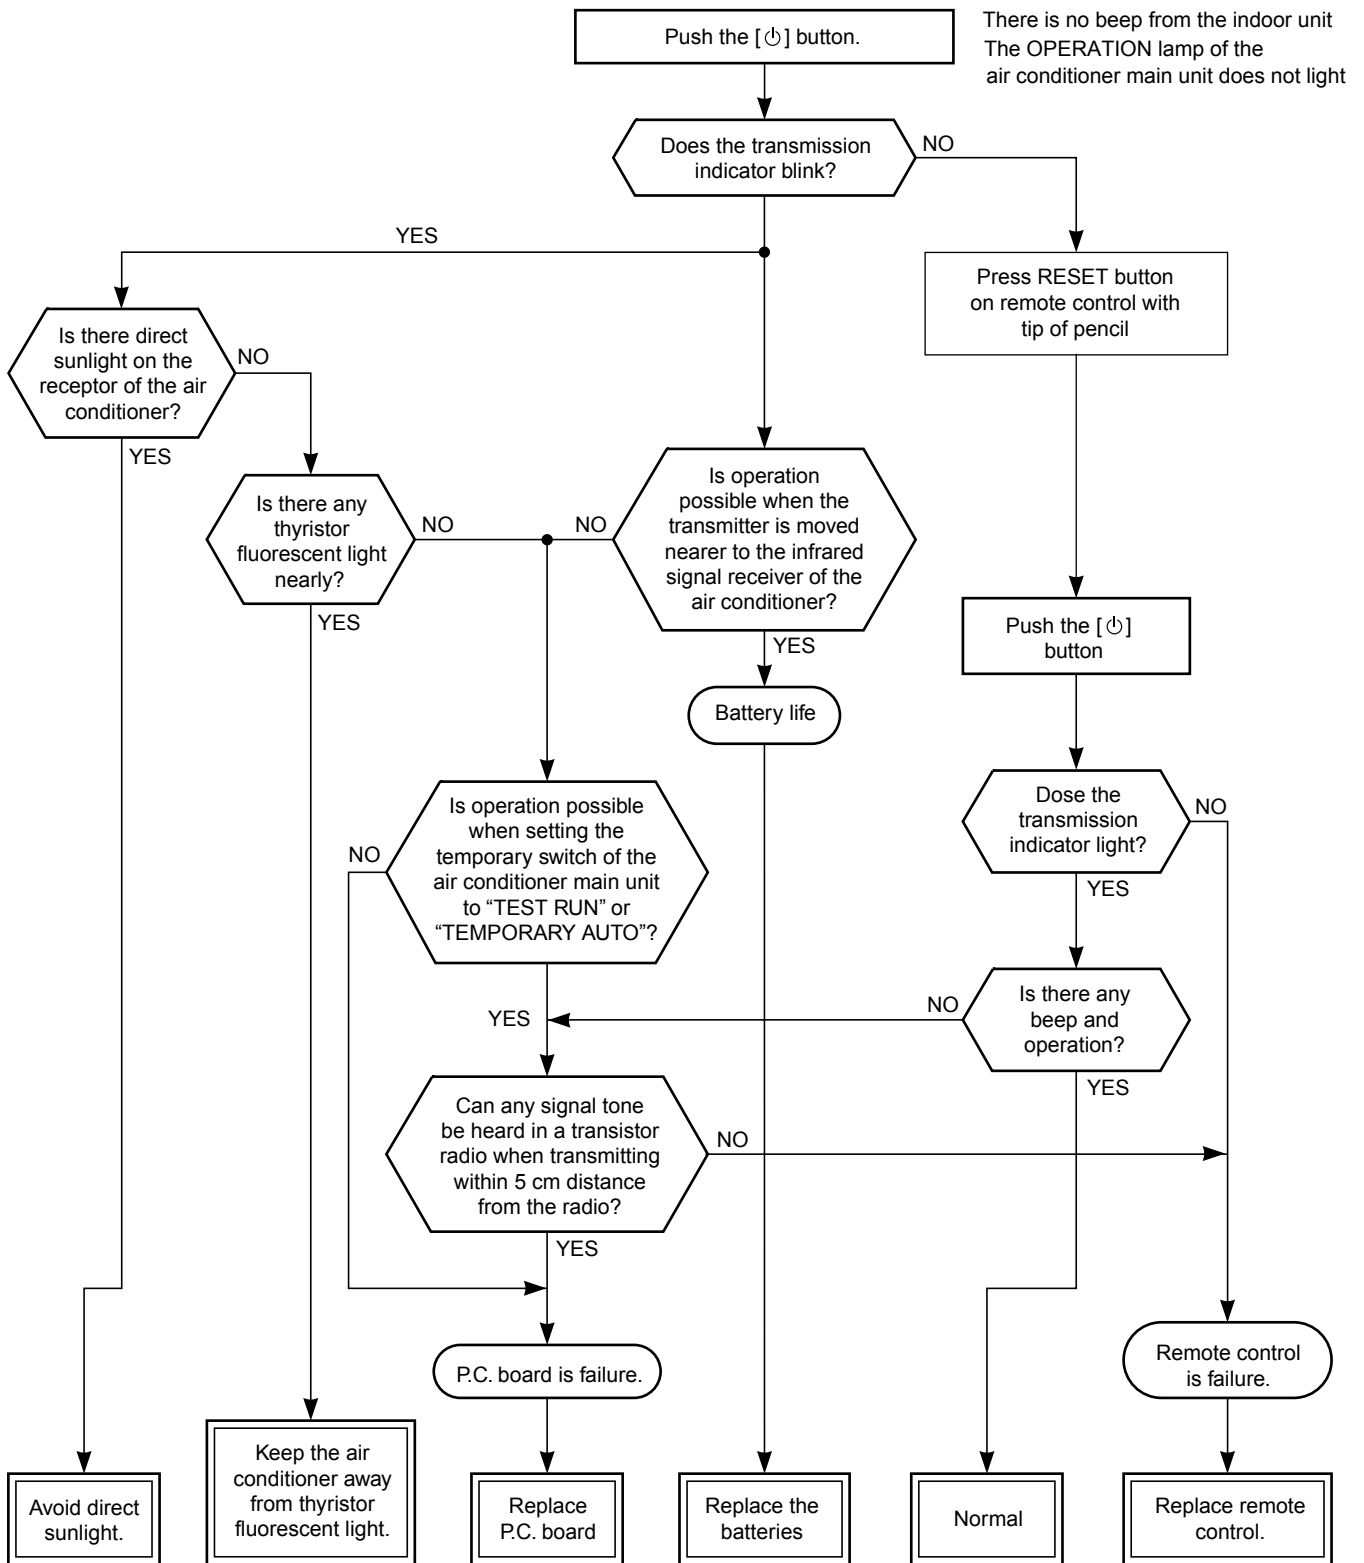 Push the [⏻] button.
There is no beep from the indoor unit
The OPERATION lamp of the
air conditioner main unit does not light
Does the transmission
indicator blink?
NO
YES
Press RESET button
on remote control with
tip of pencil
Is there direct
sunlight on the
receptor of the air
conditioner?
NO
YES
Is there any
thyristor
fluorescent light
nearly?
NO
YES
Is operation
possible when the
transmitter is moved
nearer to the infrared
signal receiver of the
air conditioner?
NO
YES
Battery life
Push the [⏻]
button
Is operation possible
when setting the
temporary switch of the
air conditioner main unit
to “TEST RUN” or
“TEMPORARY AUTO”?
NO
YES
Dose the
transmission
indicator light?
NO
YES
Is there any
beep and
operation?
NO
YES
Can any signal tone
be heard in a transistor
radio when transmitting
within 5 cm distance
from the radio?
NO
YES
P.C. board is failure.
Remote control
is failure.
Avoid direct
sunlight.
Keep the air
conditioner away
from thyristor
fluorescent light.
Replace
P.C. board
Replace the
batteries
Normal
Replace remote
control.